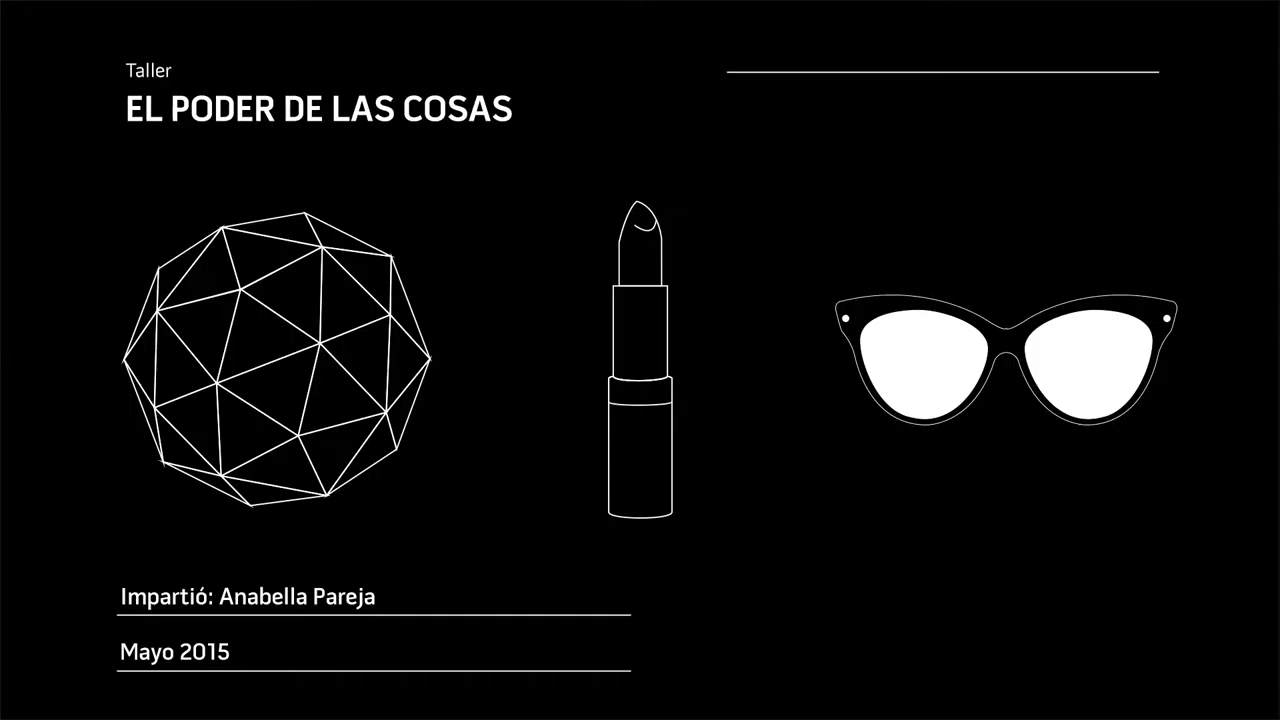 Taller
EL PODER DE LAS COSAS
Impartió: Anabella Pareja
Mayo 2015